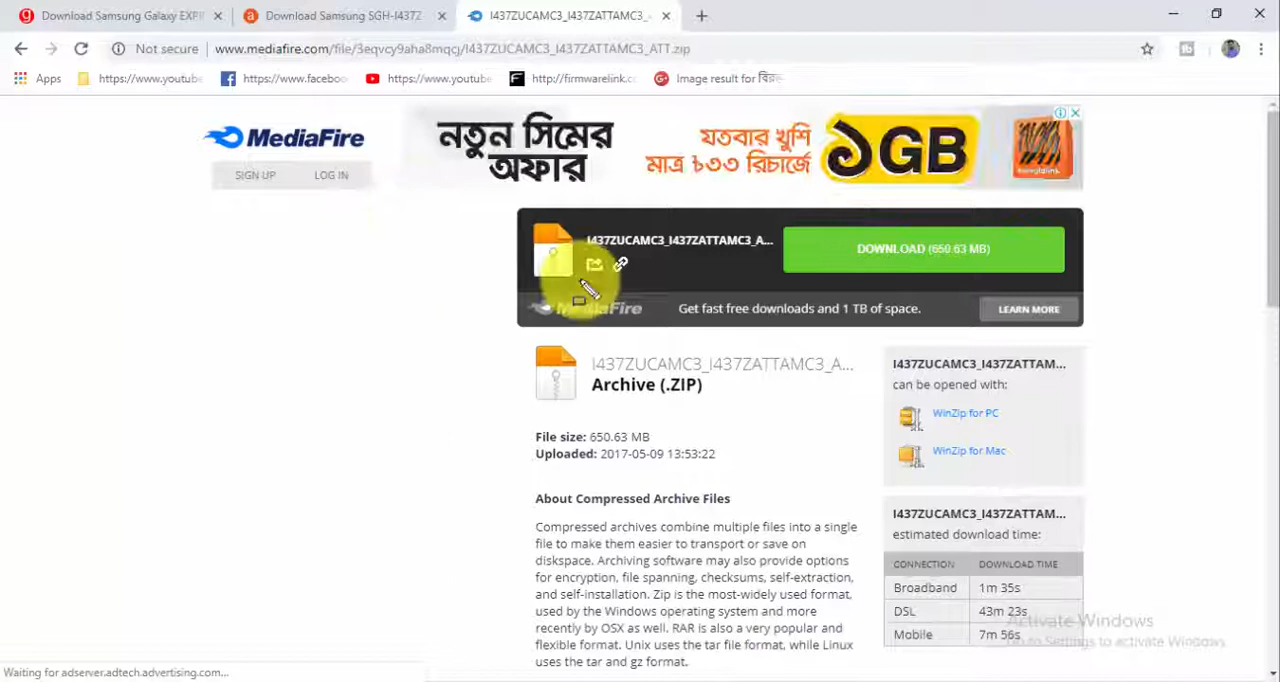 Download Samsung Galaxy EXPI
Download Samsung SGH-I437Z
I437ZUCAMC3_I437ZATTAMC3_
Not secure
www.mediafire.com/file/3eqvcy9aha8mqcj/I437ZUCAMC3_I437ZATTAMC3_ATT.zip
Apps
https://www.youtube
https://www.faceboo
https://www.youtube
http://firmwarelink.c
Image result for
MediaFire
SIGN UP
LOG IN
নতুন সিমের
অফার
যতবার খুশি
মাত্র ৳৩৩ রিচার্জে
১GB
banglalink
I437ZUCAMC3_I437ZATTAMC3_A...
DOWNLOAD (650.63 MB)
MediaFire
Get fast free downloads and 1 TB of space.
LEARN MORE
I437ZUCAMC3_I437ZATTAMC3_A...
Archive (.ZIP)
File size: 650.63 MB
Uploaded: 2017-05-09 13:53:22
About Compressed Archive Files
Compressed archives combine multiple files into a single
file to make them easier to transport or save on
diskspace. Archiving software may also provide options
for encryption, file spanning, checksums, self-extraction,
and self-installation. Zip is the most-widely used format,
used by the Windows operating system and more
recently by OSX as well. RAR is also a very popular and
flexible format. Unix uses the tar file format, while Linux
uses the tar and gz format.
I437ZUCAMC3_I437ZATTAM...
can be opened with:
WinZip for PC
WinZip for Mac
I437ZUCAMC3_I437ZATTAM...
estimated download time:
CONNECTION DOWNLOAD TIME
Broadband 1m 35s
DSL 43m 23s
Mobile 7m 56s
Activate Windows
Go to Settings to activate Windows.
Waiting for adserver.adtech.advertising.com...